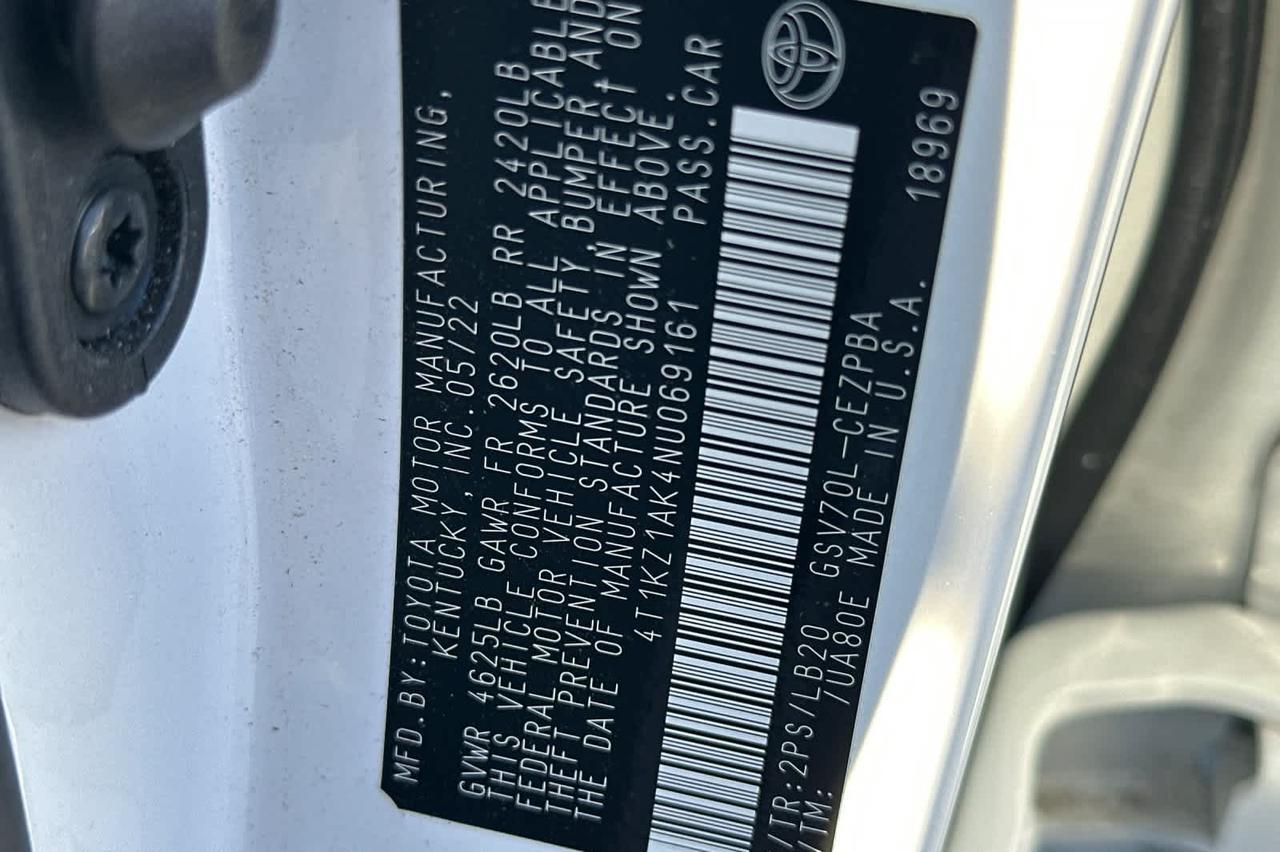 MFD.BY:TOYOTA MOTOR MANUFACTURING,
KENTUCKY, INC.05/22
GVWR 4625LB GAWR FR 2620LB RR 2420LB
THIS VEHICLE CONFORMS TO ALL APPLICABLE
FEDERAL MOTOR VEHICLE SAFETY,BUMPER AND
THEFT PREVENTION STANDARDS IN EFFECT ON
THE DATE OF MANUFACTURE SHOWN ABOVE.
4T1KZ1AK4NU069161 PASS.CAR
/TR:2PS/LB20 GSV70L-CEZPBA
/TM: 7UA80E MADE IN U.S.A. 18969